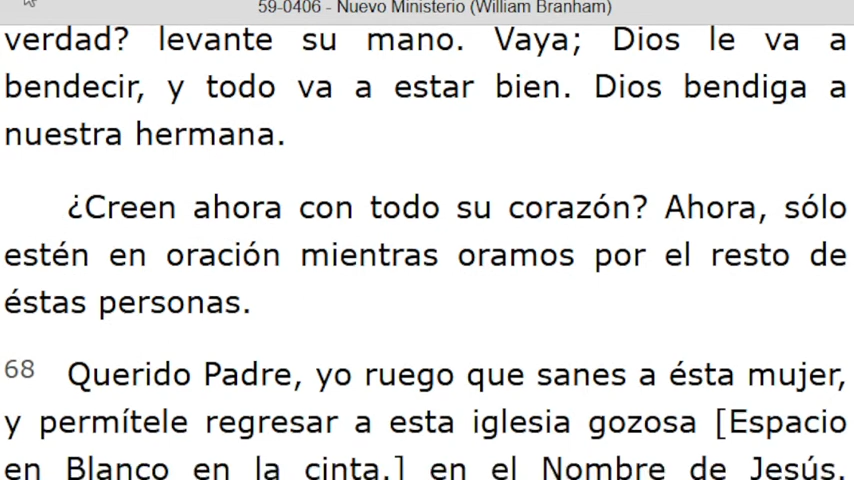 59-0406 - Nuevo Ministerio (William Branham)
verdad? levante su mano. Vaya; Dios le va a
bendecir, y todo va a estar bien. Dios bendiga a
nuestra hermana.
¿Creen ahora con todo su corazón? Ahora, sólo
estén en oración mientras oramos por el resto de
éstas personas.
68 Querido Padre, yo ruego que sanes a ésta mujer,
y permítele regresar a esta iglesia gozosa [Espacio
en Blanco en la cinta.] en el Nombre de Jesús.